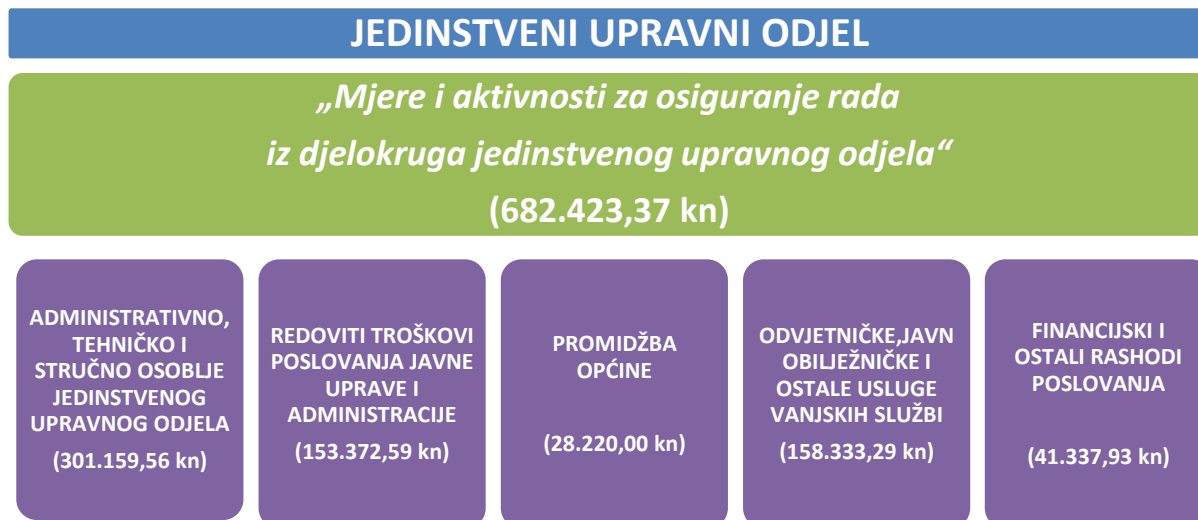 JEDINSTVENI UPRAVNI ODJEL
„Mjere i aktivnosti za osiguranje rada
iz djelokruga jedinstvenog upravnog odjela“
(682.423,37 kn)
ADMINISTRATIVNO,
TEHNIČKO I
STRUČNO OSOBLJE
JEDINSTVENOG
UPRAVNOG ODJELA
(301.159,56 kn)
REDOVITI TROŠKOVI
POSLOVANJA JAVNE
UPRAVE I
ADMINISTRACIJE
(153.372,59 kn)
PROMIDŽBA
OPĆINE
(28.220,00 kn)
ODVJETNIČKE,JAVN
OBILJEŽNIČKE I
OSTALE USLUGE
VANJSKIH SLUŽBI
(158.333,29 kn)
FINANCIJSKI I
OSTALI RASHODI
POSLOVANJA
(41.337,93 kn)